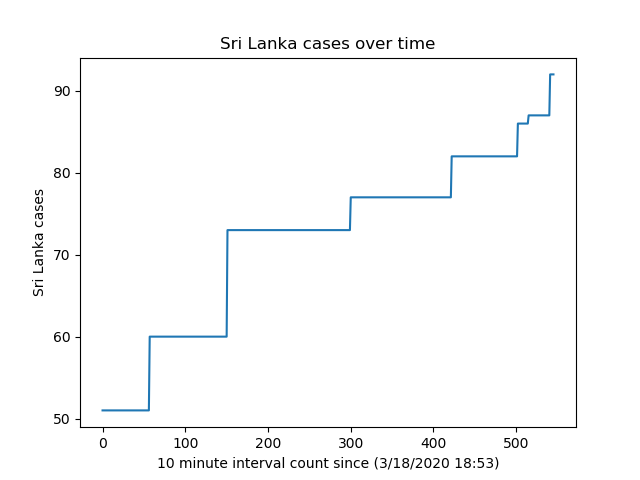 Sri Lanka cases over time
90
80
70
60
50
Sri Lanka cases
0 100 200 300 400 500
10 minute interval count since (3/18/2020 18:53)